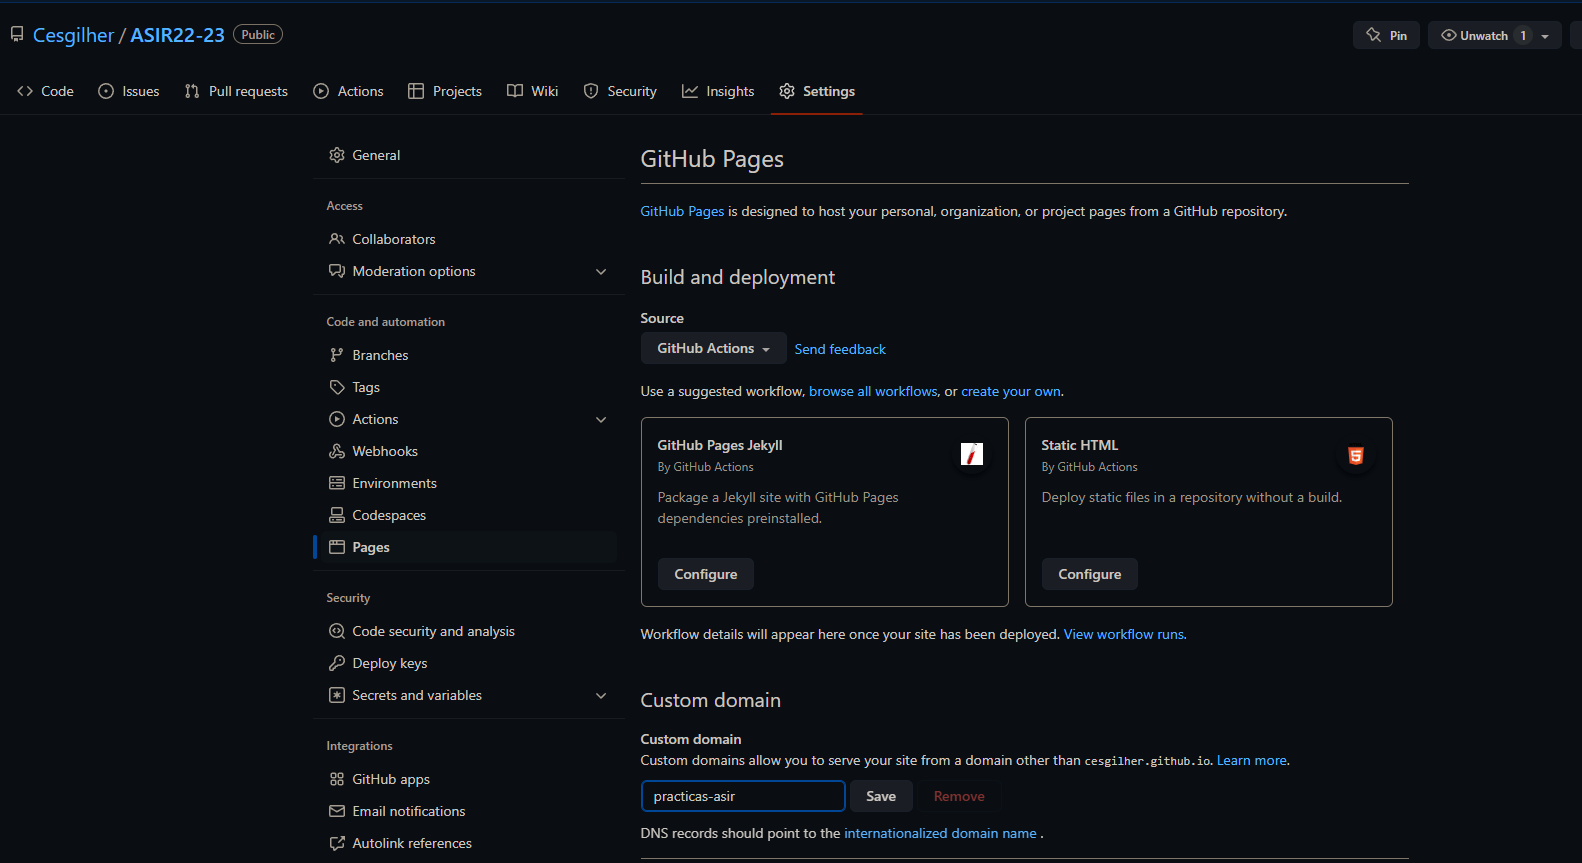 Cesgilher / ASIR22-23 Public
Pin
Unwatch 1
Code
Issues
Pull requests
Actions
Projects
Wiki
Security
Insights
Settings
General
Access
Collaborators
Moderation options
Code and automation
Branches
Tags
Actions
Webhooks
Environments
Codespaces
Pages
Security
Code security and analysis
Deploy keys
Secrets and variables
Integrations
GitHub apps
Email notifications
Autolink references
GitHub Pages
GitHub Pages is designed to host your personal, organization, or project pages from a GitHub repository.
Build and deployment
Source
GitHub Actions
Send feedback
Use a suggested workflow, browse all workflows, or create your own.
GitHub Pages Jekyll
By GitHub Actions
Package a Jekyll site with GitHub Pages
dependencies preinstalled.
Configure
Static HTML
By GitHub Actions
Deploy static files in a repository without a build.
Configure
Workflow details will appear here once your site has been deployed. View workflow runs.
Custom domain
Custom domain
Custom domains allow you to serve your site from a domain other than cesgilher.github.io. Learn more.
practicas-asir
Save
Remove
DNS records should point to the internationalized domain name .